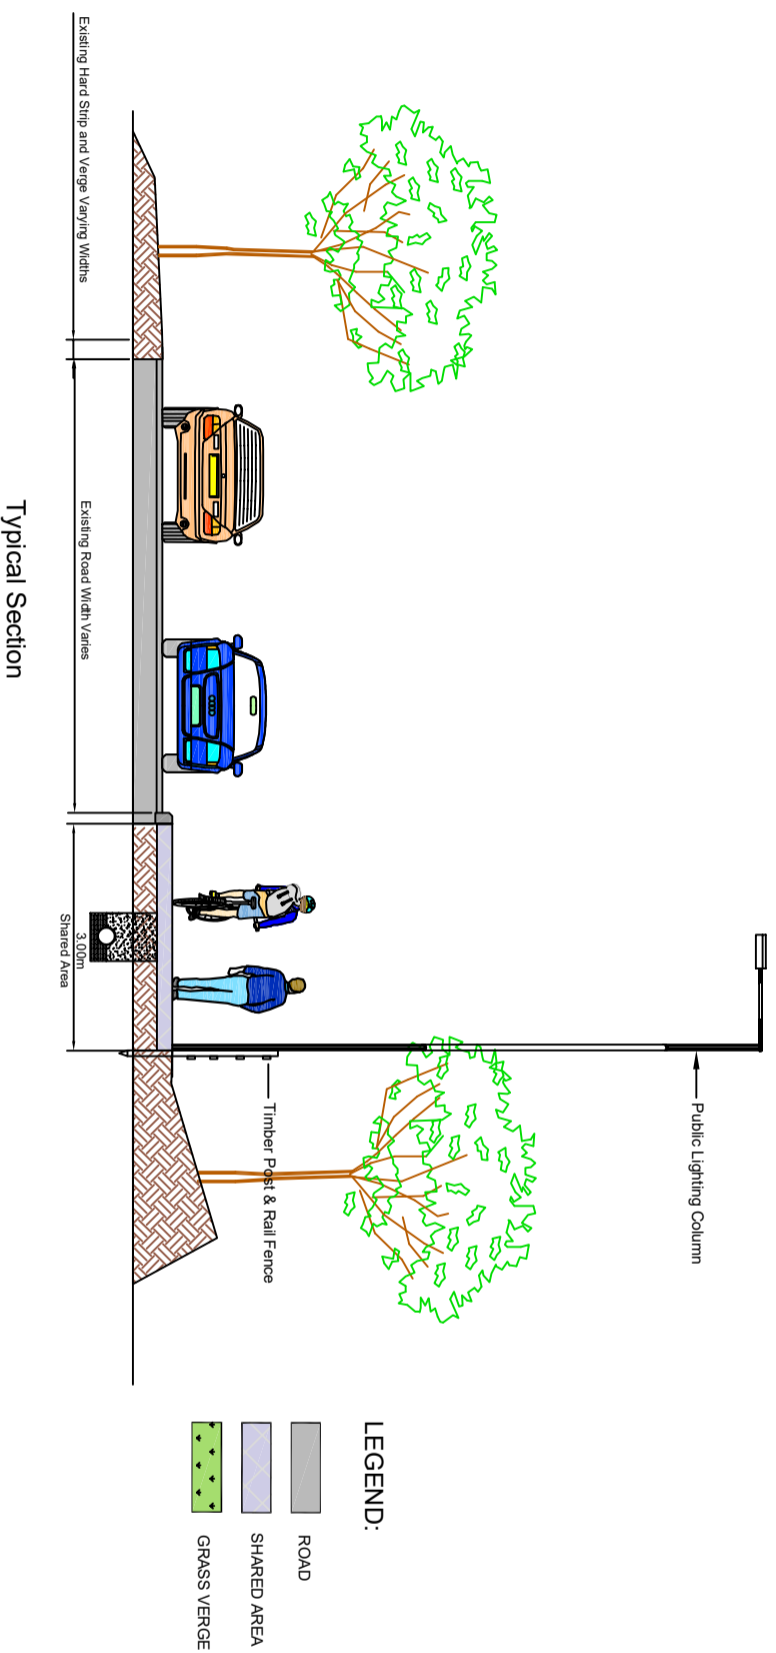 Public Lighting Column
Timber Post & Rail Fence
Existing Hard Strip and Verge Varying Widths
Existing Road Width Varies
3.00m
Shared Area
Typical Section
LEGEND:
ROAD
SHARED AREA
GRASS VERGE